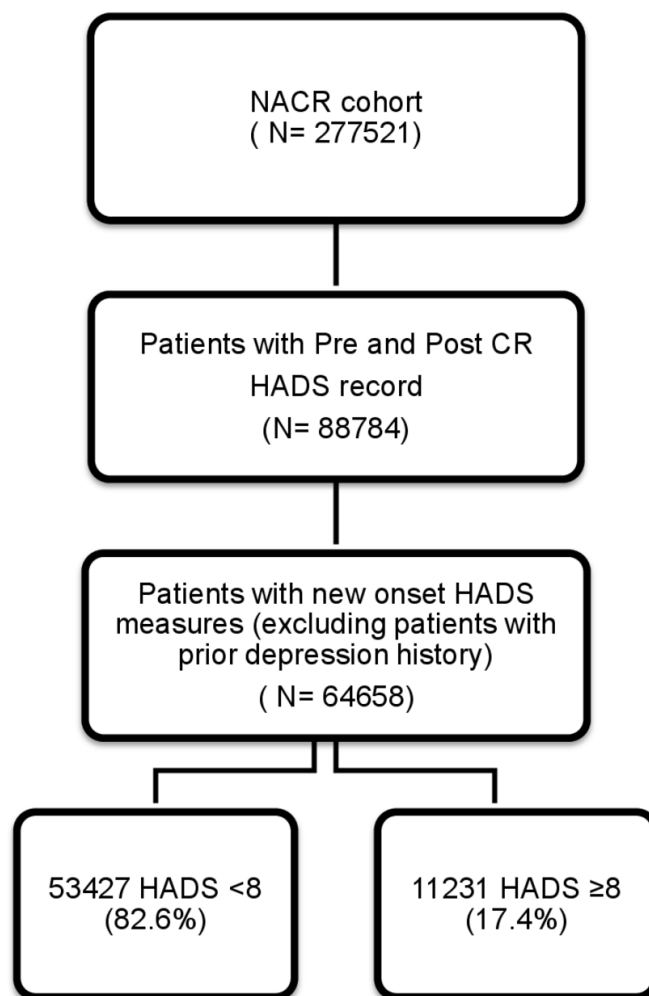 NACR cohort
( N= 277521)
Patients with Pre and Post CR
HADS record
(N= 88784)
Patients with new onset HADS
measures (excluding patients with
prior depression history)
( N= 64658)
53427 HADS <8
(82.6%)
11231 HADS ≥8
(17.4%)